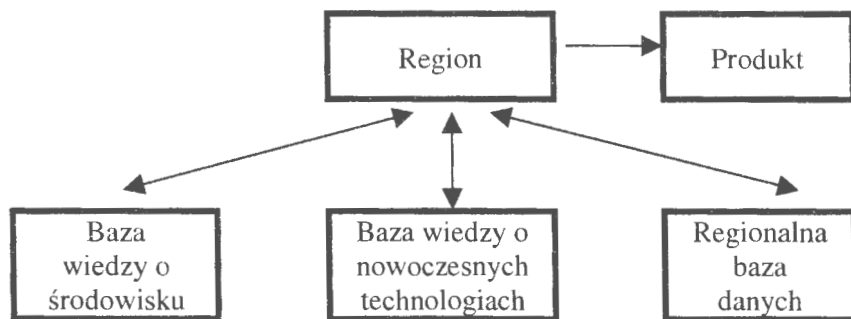 Region
Produkt
Baza
wiedzy o
środowisku
Baza wiedzy o
nowoczesnych
technologiach
Regionalna
baza
danych